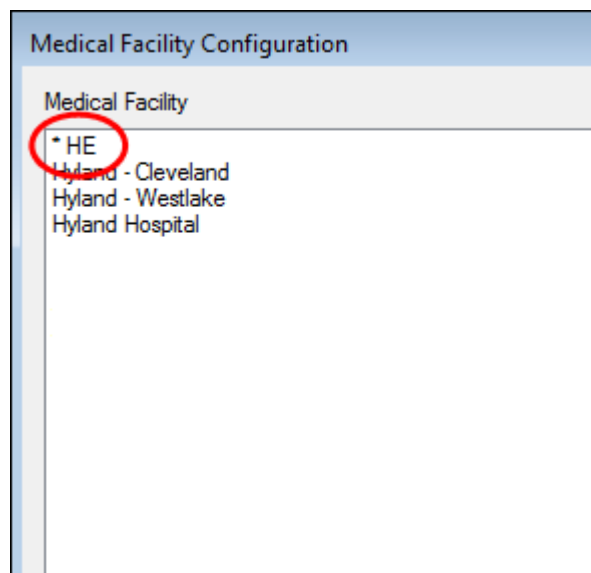 Medical Facility Configuration
Medical Facility
* HE
Hyland - Cleveland
Hyland - Westlake
Hyland Hospital